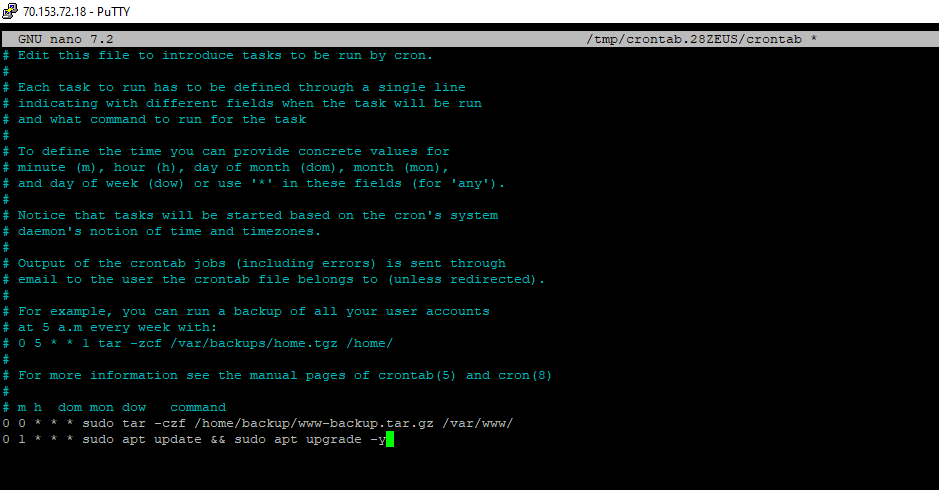 70.153.72.18 - PuTTY
GNU nano 7.2 /tmp/crontab.28ZEUS/crontab *
# Edit this file to introduce tasks to be run by cron.
#
# Each task to run has to be defined through a single line
# indicating with different fields when the task will be run
# and what command to run for the task
#
# To define the time you can provide concrete values for
# minute (m), hour (h), day of month (dom), month (mon),
# and day of week (dow) or use '*' in these fields (for 'any').
#
# Notice that tasks will be started based on the cron's system
# daemon's notion of time and timezones.
#
# Output of the crontab jobs (including errors) is sent through
# email to the user the crontab file belongs to (unless redirected).
#
# For example, you can run a backup of all your user accounts
# at 5 a.m every week with:
# 0 5 * * 1 tar -zcf /var/backups/home.tgz /home/
#
# For more information see the manual pages of crontab(5) and cron(8)
#
# m h  dom mon dow   command
0 0 * * * sudo tar -czf /home/backup/www-backup.tar.gz /var/www/
0 1 * * * sudo apt update && sudo apt upgrade -y